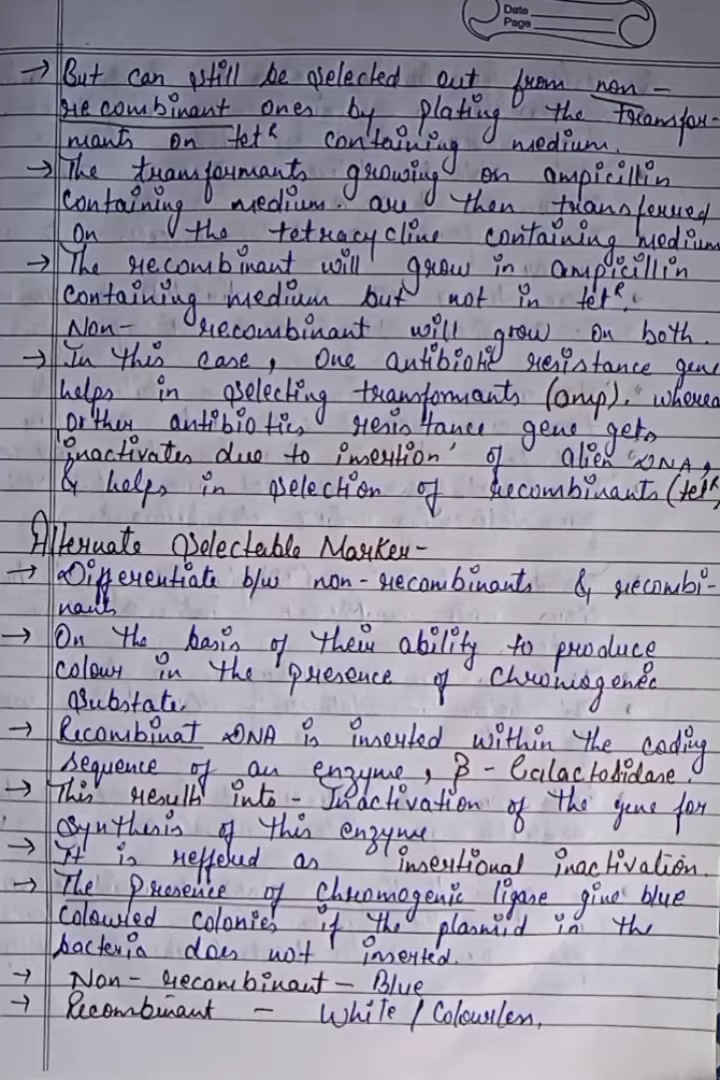 Date
Page
→ But can still be selected out from non-
recombinant ones by plating the transfor-
mants on tetᴿ containing medium.
→ The transformants growing on ampicillin
containing medium. are then transferred
on the tetracycline containing medium
→ The recombinant will grow in ampicillin
containing medium but not in tetᴿ.
Non- recombinant will grow on both.
→ In this case, One antibiotic resistance gene
helps in selecting transformants (amp). wherea
orther antibiotics resistance gene gets
inactivates due to insertion of alien DNA,
& helps in selection of recombinants (tetᴿ
Alternate Selectable Marker-
→ Differentiate b/w non-recombinants & recombi-
nants
→ On the basis of their ability to produce
colour in the presence of chromogenec
substate.
→ Recombinat DNA is inserted within the coding
sequence of an enzyme, β - Galactosidase.
→ This results into - Inactivation of the gene for
synthesis of this enzyme
→ It is reffered as insertional inactivation.
→ The Presence of chromogenic ligase give blue
coloured colonies if the plasmid in the
bacteria does not inserted.
→ Non-recombinant - Blue
→ Recombinant - White / Colourless.